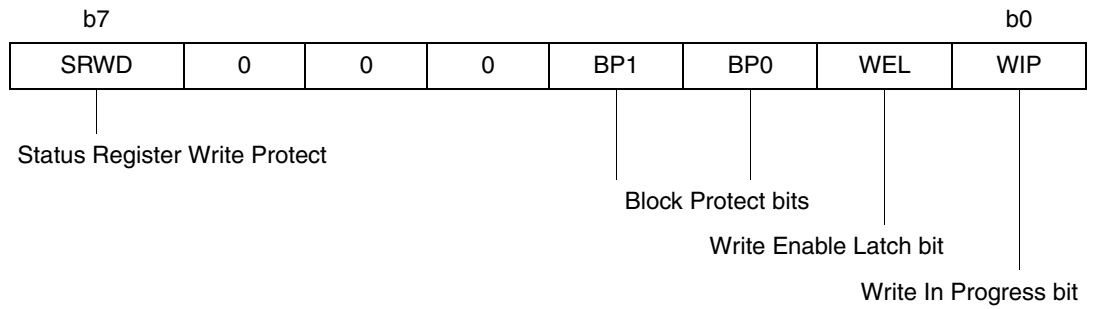 b7 b0
SRWD 0 0 0 BP1 BP0 WEL WIP
Status Register Write Protect
Block Protect bits
Write Enable Latch bit
Write In Progress bit